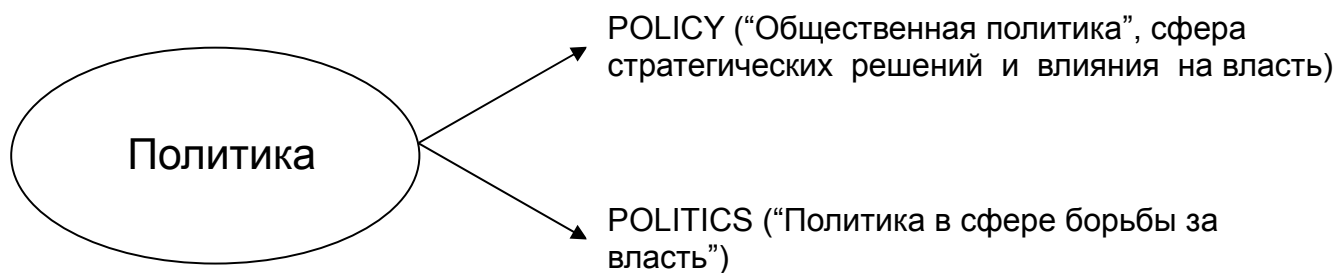 POLICY (“Общественная политика”, сфера
стратегических решений и влияния на власть)
Политика
POLITICS (“Политика в сфере борьбы за
власть”)